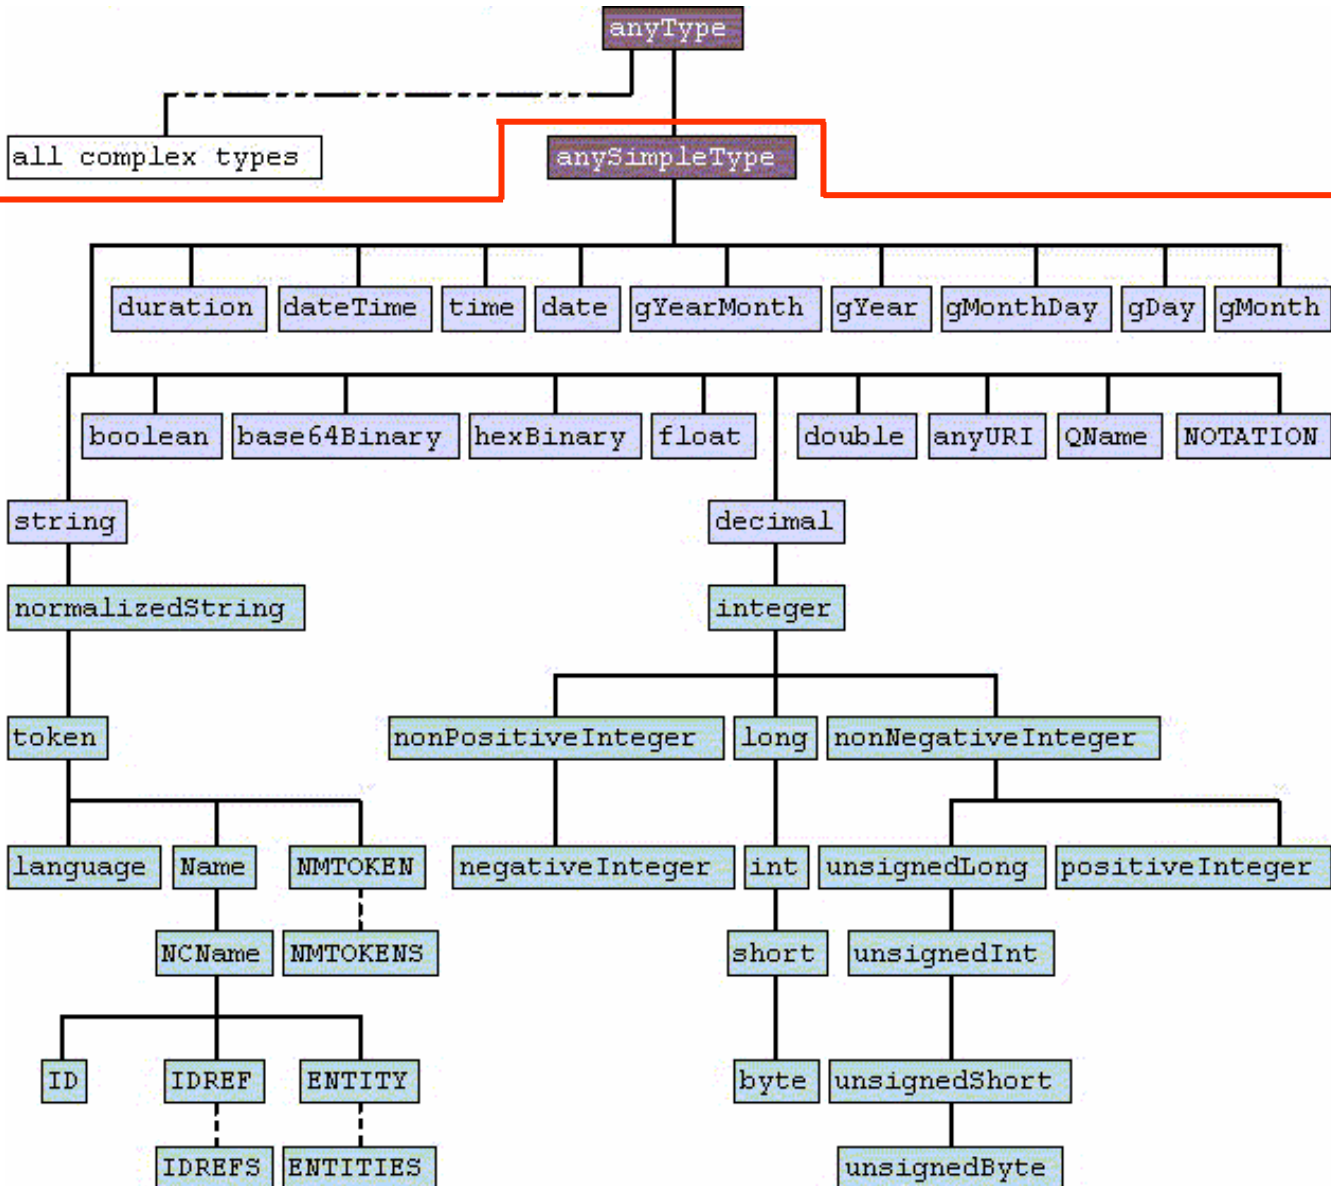 anyType
all complex types
anySimpleType
duration
dateTime
time
date
gYearMonth
gYear
gMonthDay
gDay
gMonth
boolean
base64Binary
hexBinary
float
double
anyURI
QName
NOTATION
string
decimal
normalizedString
integer
token
nonPositiveInteger
long
nonNegativeInteger
language
Name
NMTOKEN
negativeInteger
int
unsignedLong
positiveInteger
NCName
NMTOKENS
short
unsignedInt
ID
IDREF
ENTITY
byte
unsignedShort
IDREFS
ENTITIES
unsignedByte